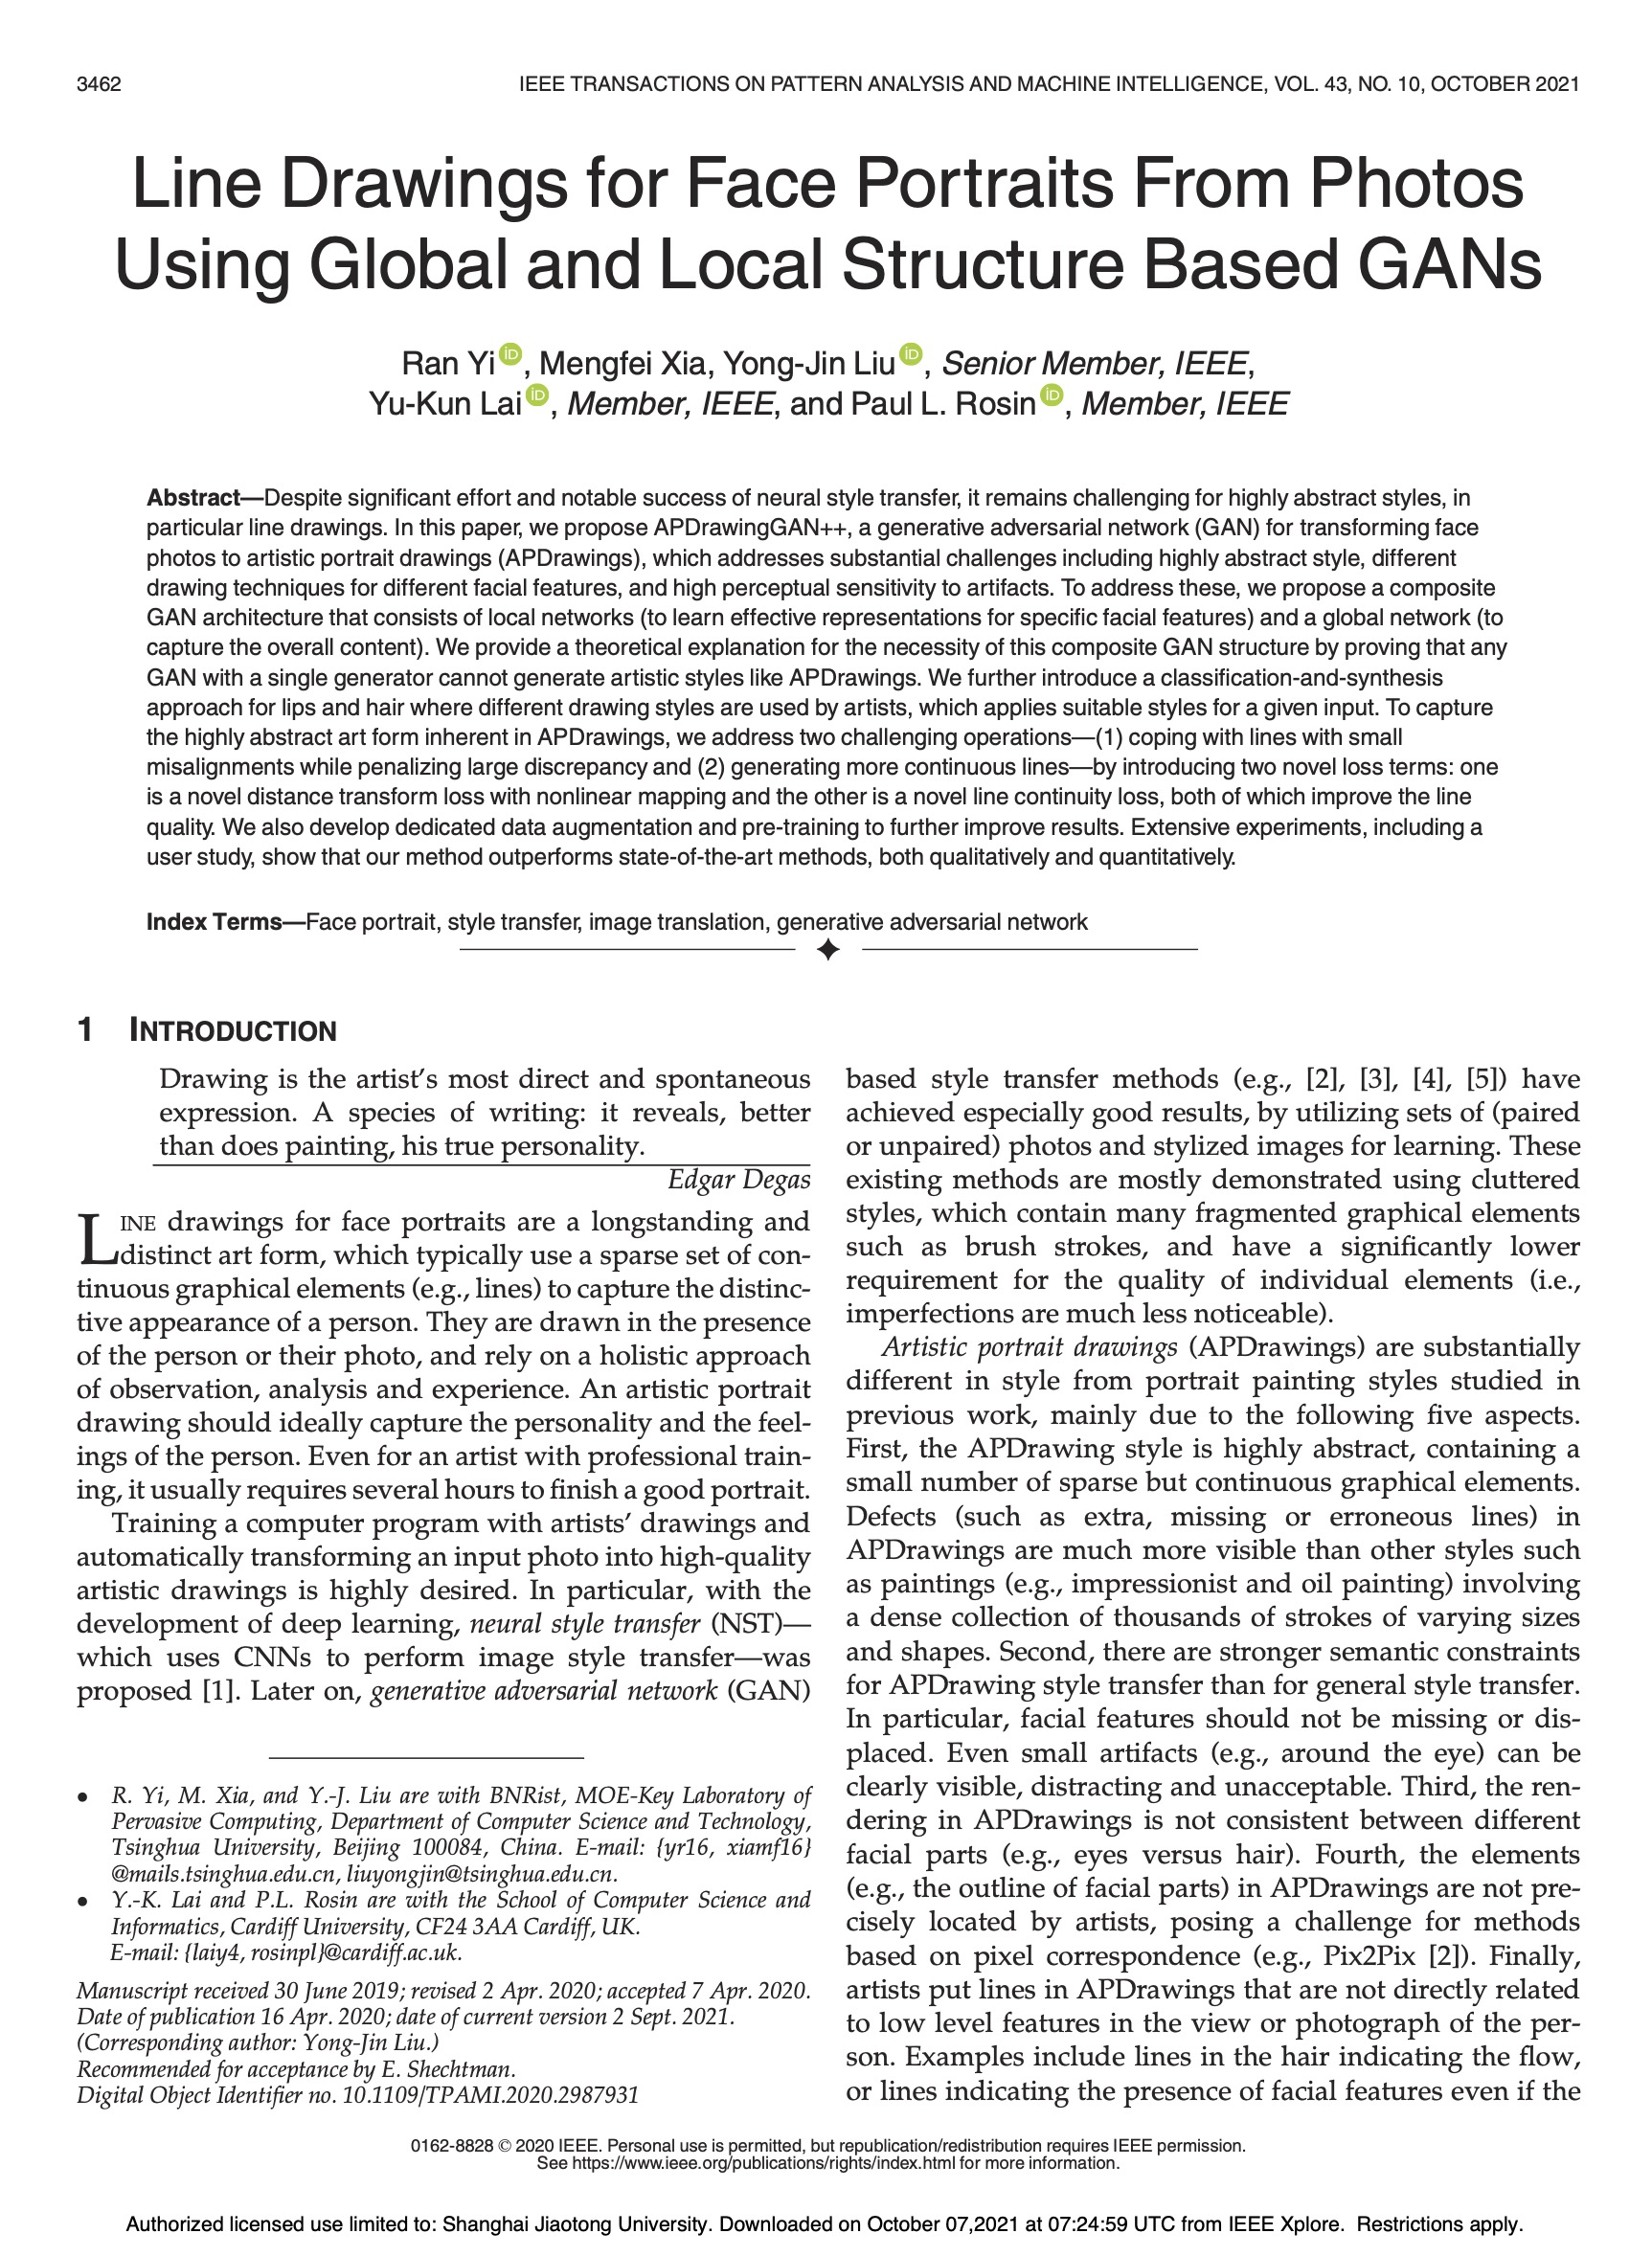 3462
IEEE TRANSACTIONS ON PATTERN ANALYSIS AND MACHINE INTELLIGENCE, VOL. 43, NO. 10, OCTOBER 2021
Line Drawings for Face Portraits From Photos
Using Global and Local Structure Based GANs
Ran Yi iD, Mengfei Xia, Yong-Jin Liu iD, Senior Member, IEEE,
Yu-Kun Lai iD, Member, IEEE, and Paul L. Rosin iD, Member, IEEE
Abstract—Despite significant effort and notable success of neural style transfer, it remains challenging for highly abstract styles, in
particular line drawings. In this paper, we propose APDrawingGAN++, a generative adversarial network (GAN) for transforming face
photos to artistic portrait drawings (APDrawings), which addresses substantial challenges including highly abstract style, different
drawing techniques for different facial features, and high perceptual sensitivity to artifacts. To address these, we propose a composite
GAN architecture that consists of local networks (to learn effective representations for specific facial features) and a global network (to
capture the overall content). We provide a theoretical explanation for the necessity of this composite GAN structure by proving that any
GAN with a single generator cannot generate artistic styles like APDrawings. We further introduce a classification-and-synthesis
approach for lips and hair where different drawing styles are used by artists, which applies suitable styles for a given input. To capture
the highly abstract art form inherent in APDrawings, we address two challenging operations—(1) coping with lines with small
misalignments while penalizing large discrepancy and (2) generating more continuous lines—by introducing two novel loss terms: one
is a novel distance transform loss with nonlinear mapping and the other is a novel line continuity loss, both of which improve the line
quality. We also develop dedicated data augmentation and pre-training to further improve results. Extensive experiments, including a
user study, show that our method outperforms state-of-the-art methods, both qualitatively and quantitatively.
Index Terms—Face portrait, style transfer, image translation, generative adversarial network
1 INTRODUCTION
Drawing is the artist's most direct and spontaneous
expression. A species of writing: it reveals, better
than does painting, his true personality.
Edgar Degas
LINE drawings for face portraits are a longstanding and
distinct art form, which typically use a sparse set of con-
tinuous graphical elements (e.g., lines) to capture the distinc-
tive appearance of a person. They are drawn in the presence
of the person or their photo, and rely on a holistic approach
of observation, analysis and experience. An artistic portrait
drawing should ideally capture the personality and the feel-
ings of the person. Even for an artist with professional train-
ing, it usually requires several hours to finish a good portrait.
Training a computer program with artists' drawings and
automatically transforming an input photo into high-quality
artistic drawings is highly desired. In particular, with the
development of deep learning, neural style transfer (NST)—
which uses CNNs to perform image style transfer—was
proposed [1]. Later on, generative adversarial network (GAN)
• R. Yi, M. Xia, and Y.-J. Liu are with BNRist, MOE-Key Laboratory of
Pervasive Computing, Department of Computer Science and Technology,
Tsinghua University, Beijing 100084, China. E-mail: {yr16, xiamf16}
@mails.tsinghua.edu.cn, liuyongjin@tsinghua.edu.cn.
• Y.-K. Lai and P.L. Rosin are with the School of Computer Science and
Informatics, Cardiff University, CF24 3AA Cardiff, UK.
E-mail: {laiy4, rosinpl}@cardiff.ac.uk.
Manuscript received 30 June 2019; revised 2 Apr. 2020; accepted 7 Apr. 2020.
Date of publication 16 Apr. 2020; date of current version 2 Sept. 2021.
(Corresponding author: Yong-Jin Liu.)
Recommended for acceptance by E. Shechtman.
Digital Object Identifier no. 10.1109/TPAMI.2020.2987931
based style transfer methods (e.g., [2], [3], [4], [5]) have
achieved especially good results, by utilizing sets of (paired
or unpaired) photos and stylized images for learning. These
existing methods are mostly demonstrated using cluttered
styles, which contain many fragmented graphical elements
such as brush strokes, and have a significantly lower
requirement for the quality of individual elements (i.e.,
imperfections are much less noticeable).
Artistic portrait drawings (APDrawings) are substantially
different in style from portrait painting styles studied in
previous work, mainly due to the following five aspects.
First, the APDrawing style is highly abstract, containing a
small number of sparse but continuous graphical elements.
Defects (such as extra, missing or erroneous lines) in
APDrawings are much more visible than other styles such
as paintings (e.g., impressionist and oil painting) involving
a dense collection of thousands of strokes of varying sizes
and shapes. Second, there are stronger semantic constraints
for APDrawing style transfer than for general style transfer.
In particular, facial features should not be missing or dis-
placed. Even small artifacts (e.g., around the eye) can be
clearly visible, distracting and unacceptable. Third, the ren-
dering in APDrawings is not consistent between different
facial parts (e.g., eyes versus hair). Fourth, the elements
(e.g., the outline of facial parts) in APDrawings are not pre-
cisely located by artists, posing a challenge for methods
based on pixel correspondence (e.g., Pix2Pix [2]). Finally,
artists put lines in APDrawings that are not directly related
to low level features in the view or photograph of the per-
son. Examples include lines in the hair indicating the flow,
or lines indicating the presence of facial features even if the
0162-8828 © 2020 IEEE. Personal use is permitted, but republication/redistribution requires IEEE permission.
See https://www.ieee.org/publications/rights/index.html for more information.
Authorized licensed use limited to: Shanghai Jiaotong University. Downloaded on October 07,2021 at 07:24:59 UTC from IEEE Xplore. Restrictions apply.